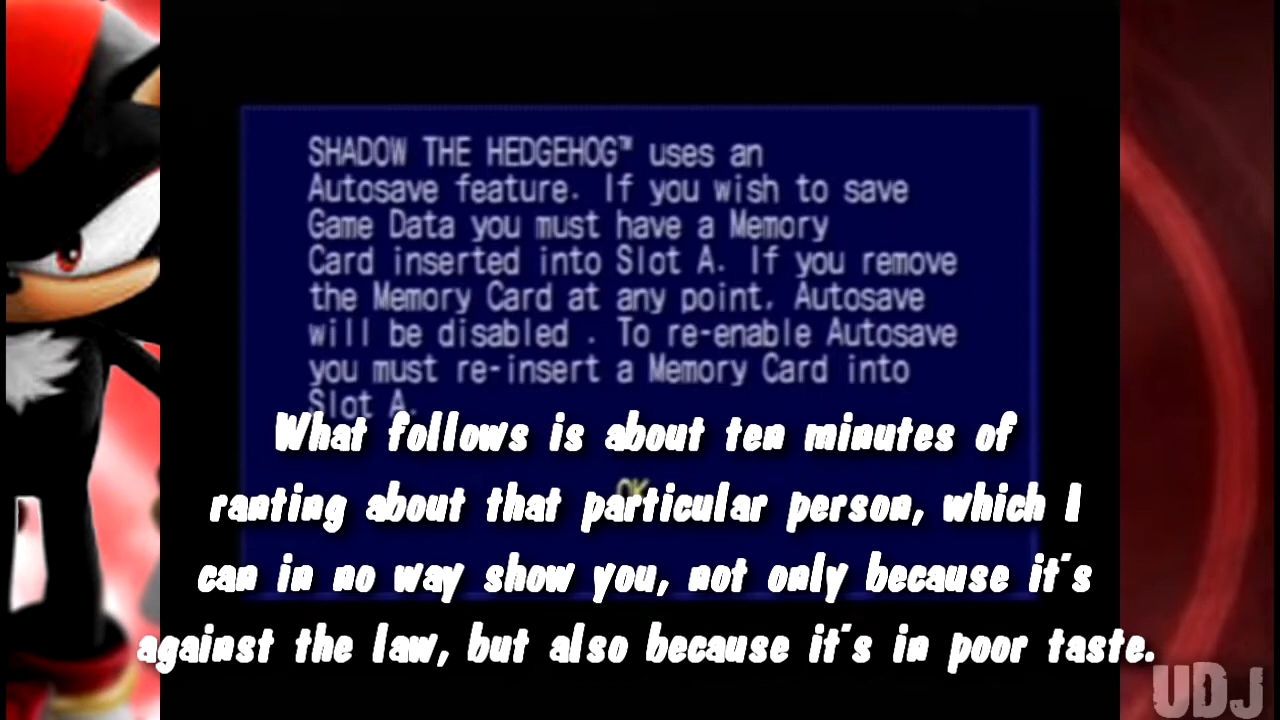 SHADOW THE HEDGEHOG™ uses an
Autosave feature. If you wish to save
Game Data you must have a Memory
Card inserted into Slot A. If you remove
the Memory Card at any point, Autosave
will be disabled . To re-enable Autosave
you must re-insert a Memory Card into
Slot A.
OK
What follows is about ten minutes of
ranting about that particular person, which I
can in no way show you, not only because it's
against the law, but also because it's in poor taste.
UDJ